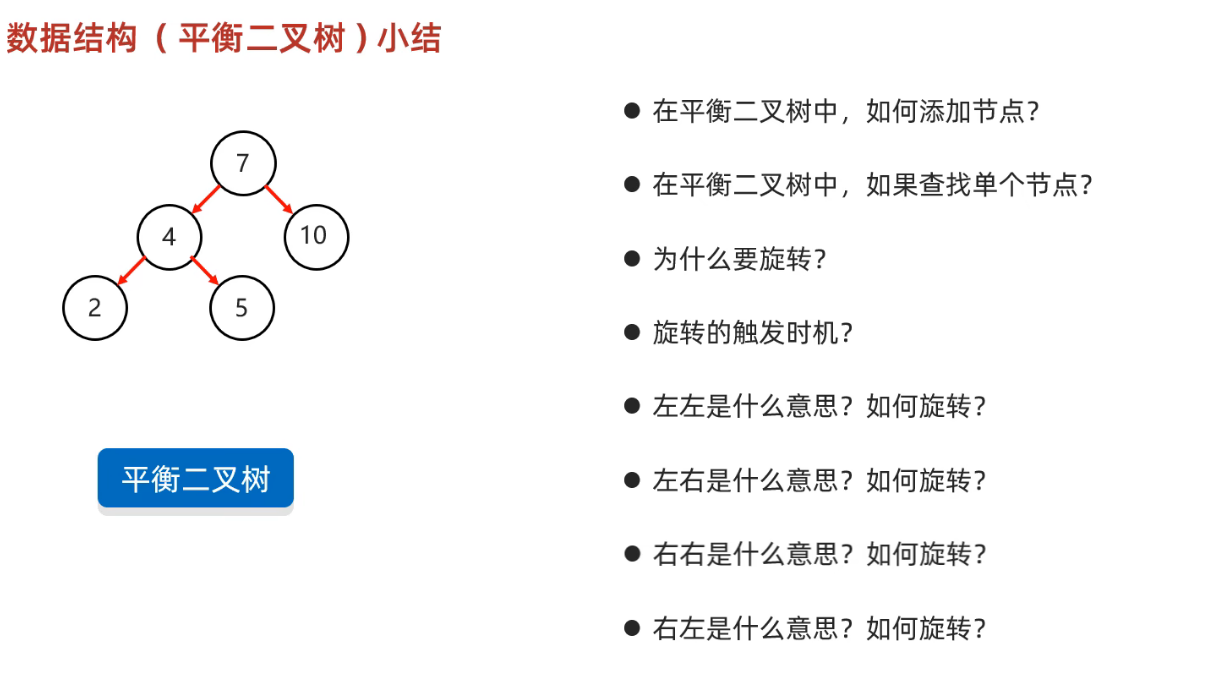 数据结构（平衡二叉树）小结
7
4
10
2
5
平衡二叉树
● 在平衡二叉树中，如何添加节点？
● 在平衡二叉树中，如果查找单个节点？
● 为什么要旋转？
● 旋转的触发时机？
● 左左是什么意思？如何旋转？
● 左右是什么意思？如何旋转？
● 右右是什么意思？如何旋转？
● 右左是什么意思？如何旋转？